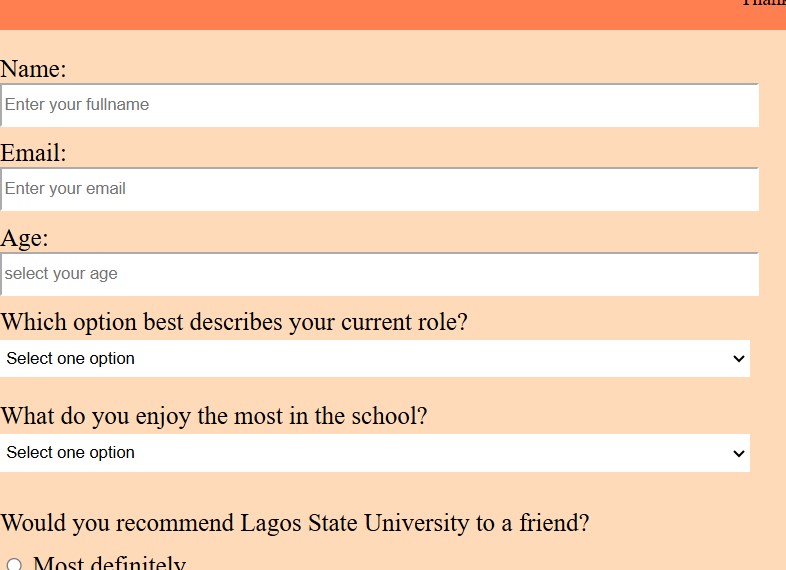 Name:
Enter your fullname
Email:
Enter your email
Age:
select your age
Which option best describes your current role?
Select one option
What do you enjoy the most in the school?
Select one option
Would you recommend Lagos State University to a friend?
Most definitely